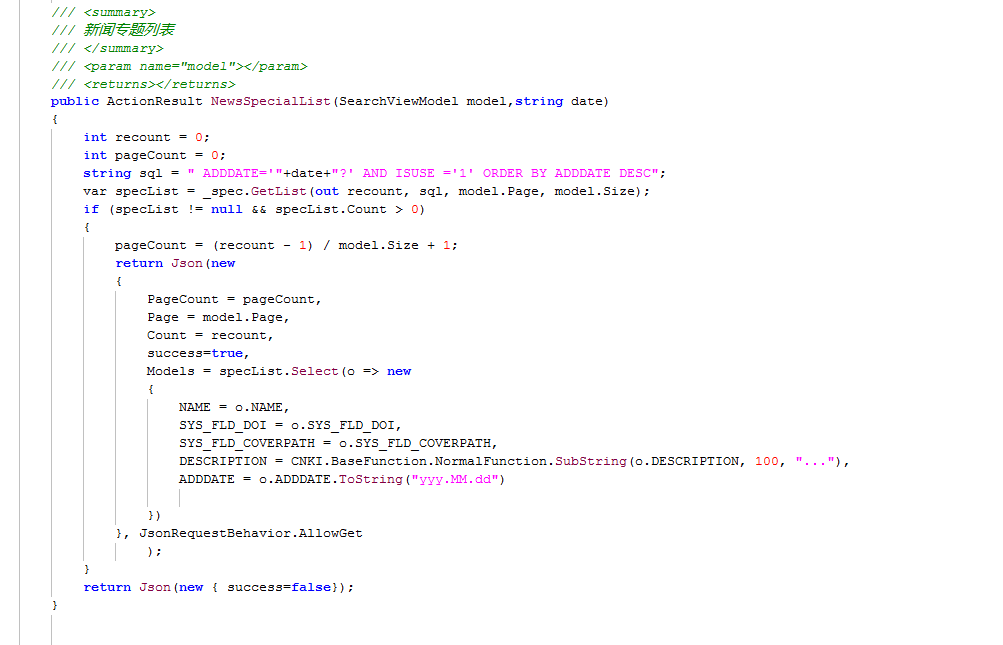 /// <summary>
/// 新闻专题列表
/// </summary>
/// <param name="model"></param>
/// <returns></returns>
public ActionResult NewsSpecialList(SearchViewModel model,string date)
{
int recount = 0;
int pageCount = 0;
string sql = " ADDDATE='"+date+"?' AND ISUSE ='1' ORDER BY ADDDATE DESC";
var specList = _spec.GetList(out recount, sql, model.Page, model.Size);
if (specList != null && specList.Count > 0)
{
pageCount = (recount - 1) / model.Size + 1;
return Json(new
{
PageCount = pageCount,
Page = model.Page,
Count = recount,
success=true,
Models = specList.Select(o => new
{
NAME = o.NAME,
SYS_FLD_DOI = o.SYS_FLD_DOI,
SYS_FLD_COVERPATH = o.SYS_FLD_COVERPATH,
DESCRIPTION = CNKI.BaseFunction.NormalFunction.SubString(o.DESCRIPTION, 100, "..."),
ADDDATE = o.ADDDATE.ToString("yyy.MM.dd")
})
}, JsonRequestBehavior.AllowGet
);
}
return Json(new { success=false});
}